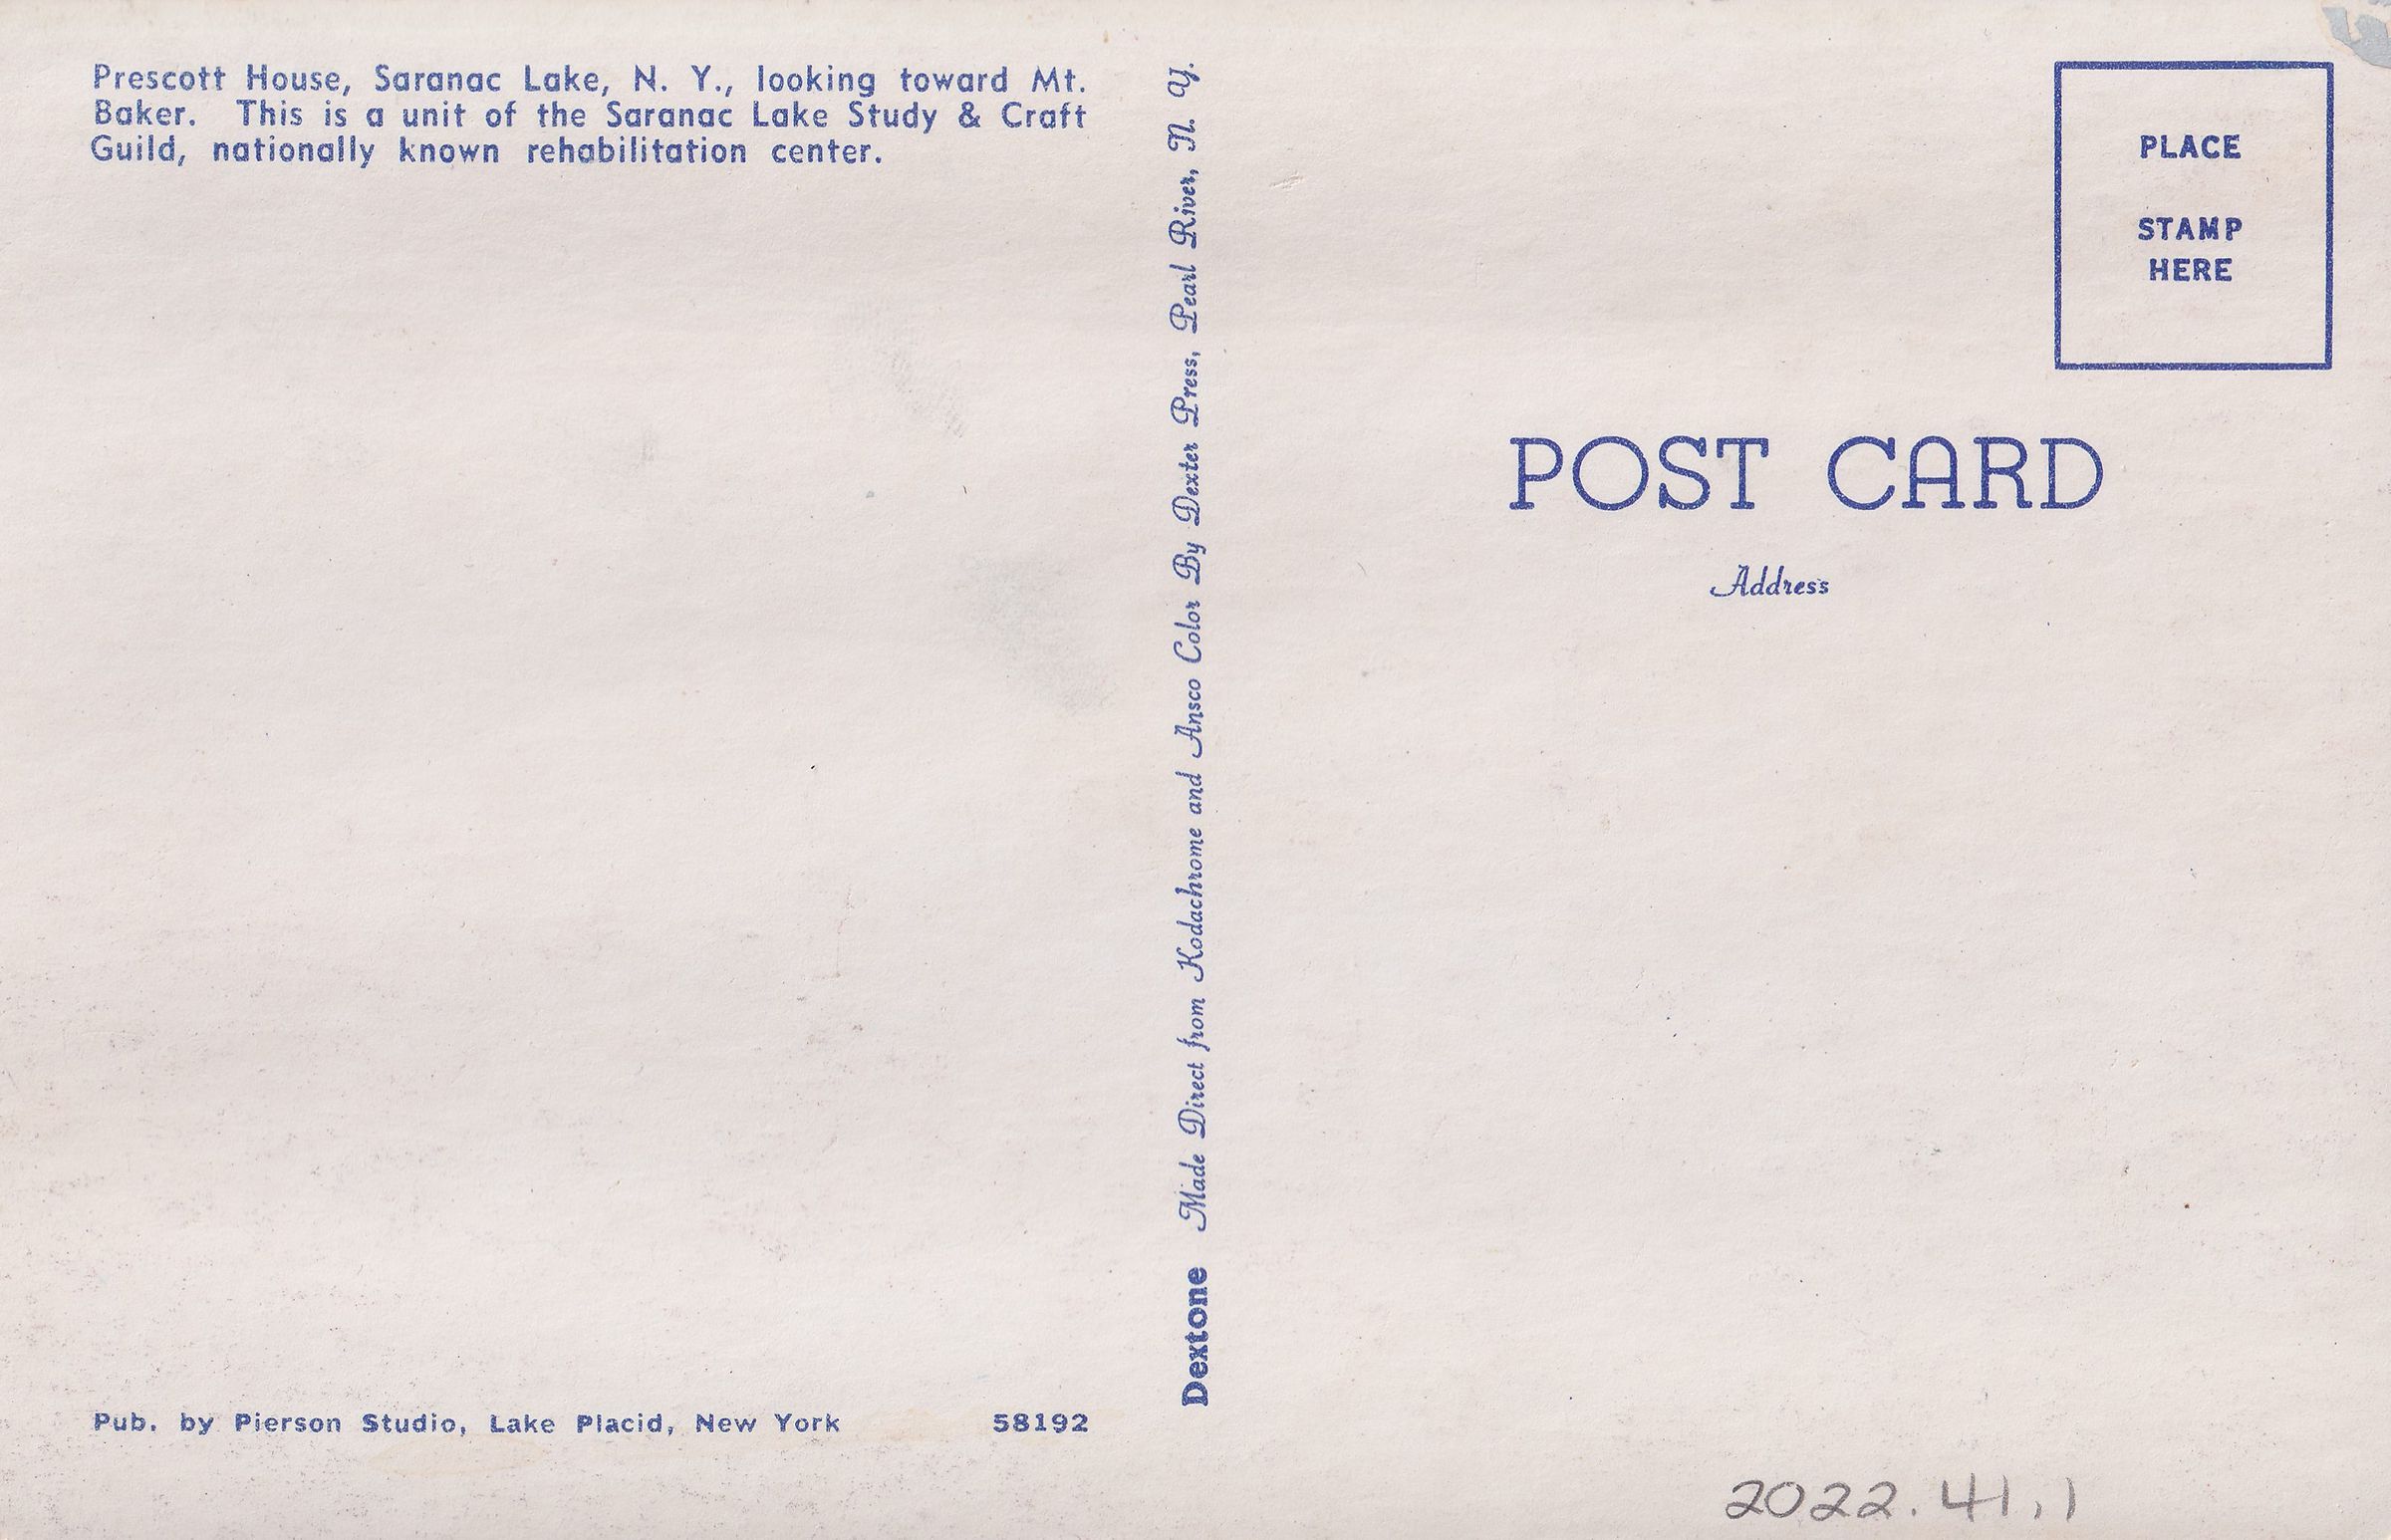 Prescott House, Saranac Lake, N. Y., looking toward Mt.
Baker. This is a unit of the Saranac Lake Study & Craft
Guild, nationally known rehabilitation center.
Pub. by Pierson Studio, Lake Placid, New York 58192
Dextone Made Direct from Kodachrome and Ansco Color By Dexter Press, Pearl River, N. Y.
PLACE
STAMP
HERE
POST CARD
Address
2022.41.1